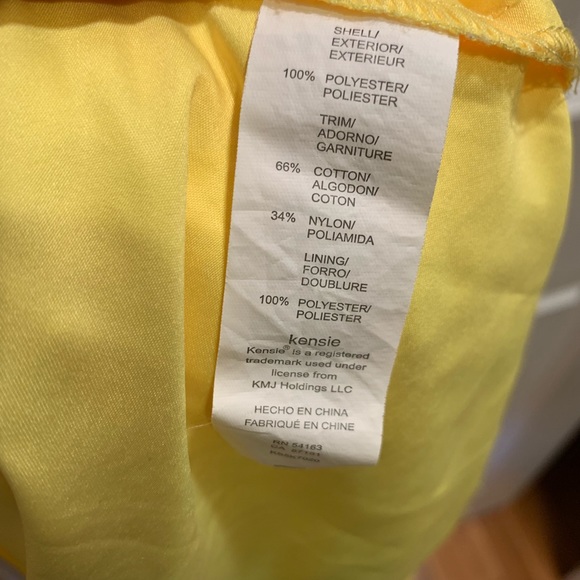 SHELL/
EXTERIOR/
EXTERIEUR
100% POLYESTER/
POLIESTER
TRIM/
ADORNO/
GARNITURE
66% COTTON/
ALGODON/
COTON
34% NYLON/
POLIAMIDA
LINING/
FORRO/
DOUBLURE
100% POLYESTER/
POLIESTER
kensie
Kensie® is a registered
trademark used under
license from
KMJ Holdings LLC
HECHO EN CHINA
FABRIQUÉ EN CHINE
RN 54163
CA